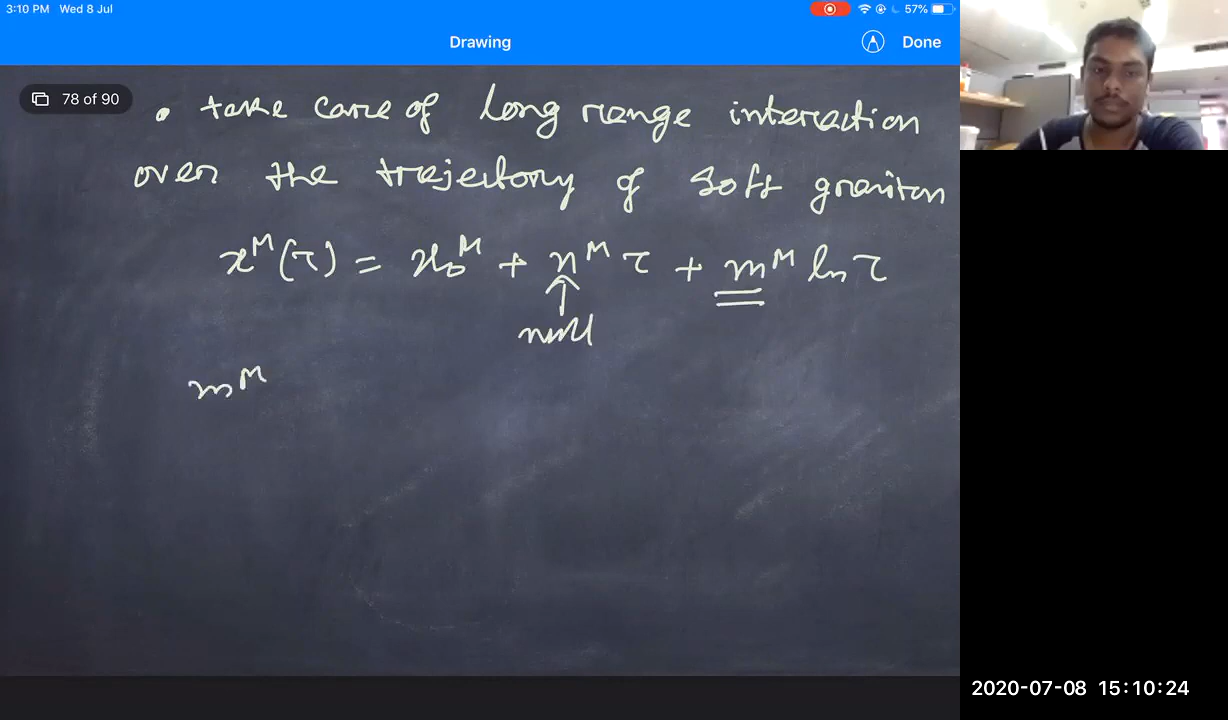 3:10 PM Wed 8 Jul 57%
Drawing Done
78 of 90
• take care of long range interaction
over the trajectory of soft graviton
x^μ(τ) = x₀^μ + n^μ τ + m^μ ln τ
null
m^μ
2020-07-08 15:10:24